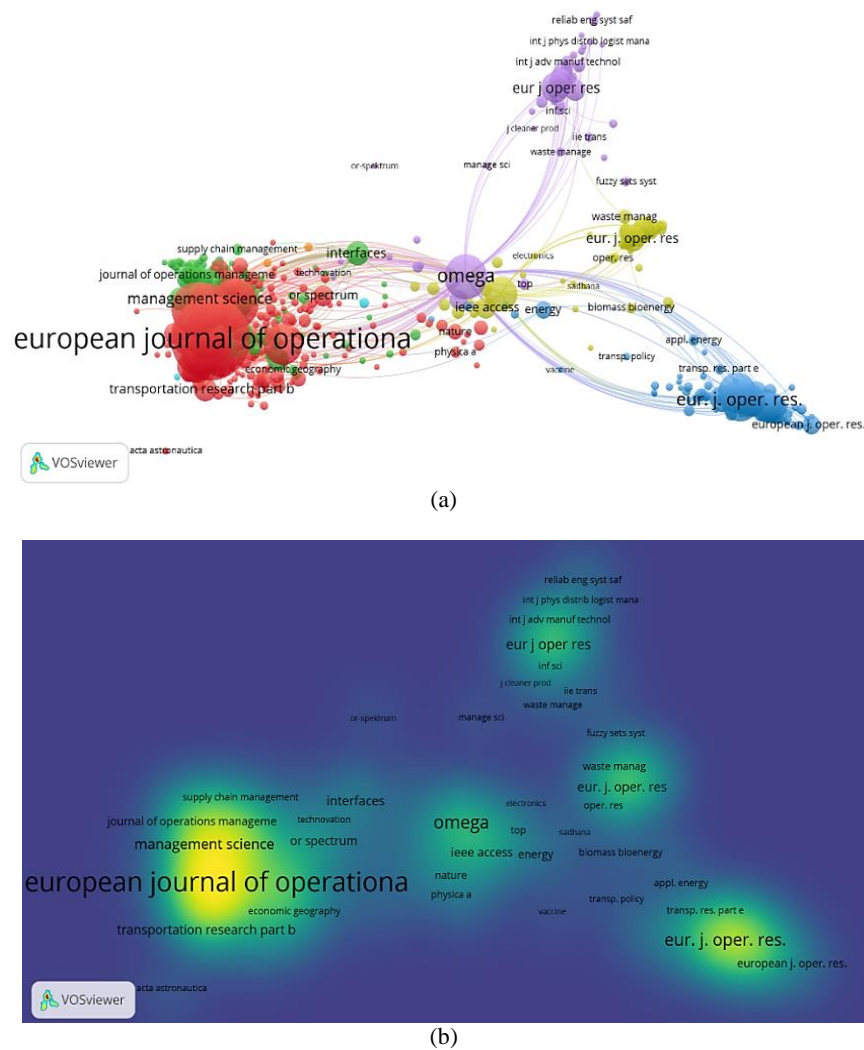 reliab eng syst saf
int j phys distrib logist mana
int j adv manuf technol
eur j oper res
inf sci
j cleaner prod
iie trans
waste manage
or-spektrum
manage sci
fuzzy sets syst
waste manag
eur. j. oper. res
supply chain management
interfaces
electronics
oper. res
journal of operations manageme
technovation
omega
top
sadhana
management science
or spectrum
ieee access
energy
biomass bioenergy
european journal of operationa
nature
appl. energy
physica a
transp. policy
economic geography
vaccine
transp. res. part e
transportation research part b
eur. j. oper. res.
european j. oper. res.
acta astronautica
VOSviewer
(a)
reliab eng syst saf
int j phys distrib logist mana
int j adv manuf technol
eur j oper res
inf sci
j cleaner prod
iie trans
waste manage
or-spektrum
manage sci
fuzzy sets syst
waste manag
eur. j. oper. res
supply chain management
interfaces
electronics
oper. res
journal of operations manageme
technovation
omega
top
sadhana
management science
or spectrum
ieee access
energy
biomass bioenergy
european journal of operationa
nature
appl. energy
physica a
transp. policy
economic geography
vaccine
transp. res. part e
transportation research part b
eur. j. oper. res.
european j. oper. res.
acta astronautica
VOSviewer
(b)